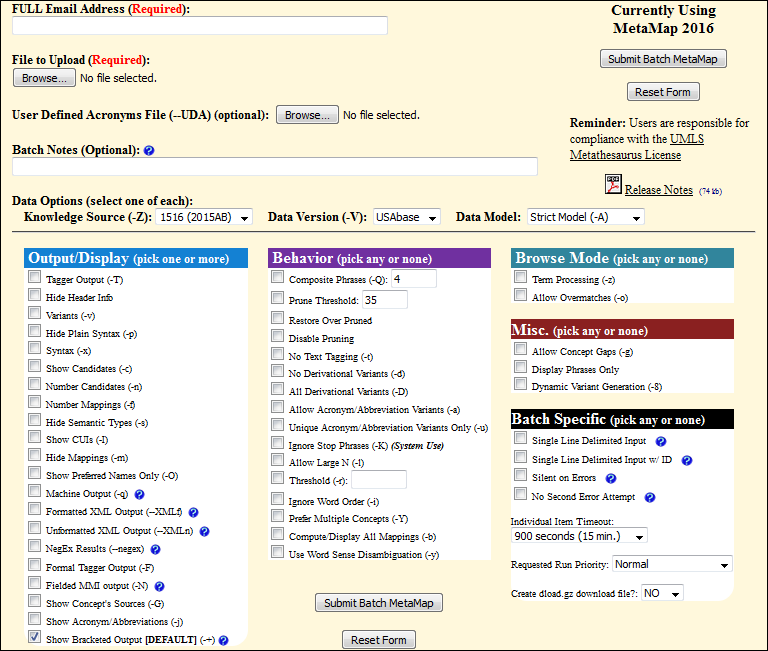 FULL Email Address (Required):
File to Upload (Required):
Browse... No file selected.
User Defined Acronyms File (--UDA) (optional): Browse... No file selected.
Batch Notes (Optional):
Currently Using
MetaMap 2016
Submit Batch MetaMap
Reset Form
Reminder: Users are responsible for
compliance with the UMLS
Metathesaurus License
Release Notes (74 kb)
Data Options (select one of each):
Knowledge Source (-Z): 1516 (2015AB) Data Version (-V): USAbase Data Model: Strict Model (-A)
Output/Display (pick one or more)
Tagger Output (-T)
Hide Header Info
Variants (-v)
Hide Plain Syntax (-p)
Syntax (-x)
Show Candidates (-c)
Number Candidates (-n)
Number Mappings (-f)
Hide Semantic Types (-s)
Show CUIs (-I)
Hide Mappings (-m)
Show Preferred Names Only (-O)
Machine Output (-q)
Formatted XML Output (--XMLf)
Unformatted XML Output (--XMLn)
NegEx Results (--negex)
Formal Tagger Output (-F)
Fielded MMI output (-N)
Show Concept's Sources (-G)
Show Acronym/Abbreviations (-j)
Show Bracketed Output [DEFAULT] (-+)
Behavior (pick any or none)
Composite Phrases (-Q): 4
Prune Threshold: 35
Restore Over Pruned
Disable Pruning
No Text Tagging (-t)
No Derivational Variants (-d)
All Derivational Variants (-D)
Allow Acronym/Abbreviation Variants (-a)
Unique Acronym/Abbreviation Variants Only (-u)
Ignore Stop Phrases (-K) (System Use)
Allow Large N (-l)
Threshold (-r):
Ignore Word Order (-i)
Prefer Multiple Concepts (-Y)
Compute/Display All Mappings (-b)
Use Word Sense Disambiguation (-y)
Submit Batch MetaMap
Reset Form
Browse Mode (pick any or none)
Term Processing (-z)
Allow Overmatches (-o)
Misc. (pick any or none)
Allow Concept Gaps (-g)
Display Phrases Only
Dynamic Variant Generation (-8)
Batch Specific (pick any or none)
Single Line Delimited Input
Single Line Delimited Input w/ ID
Silent on Errors
No Second Error Attempt
Individual Item Timeout:
900 seconds (15 min.)
Requested Run Priority: Normal
Create dload.gz download file?: NO